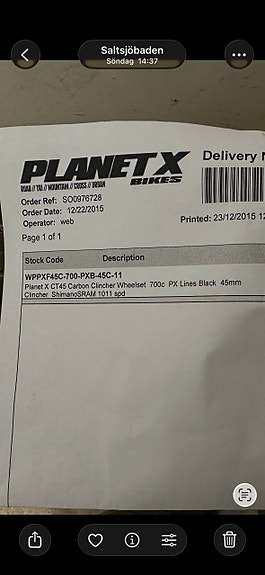 Saltsjöbaden
Söndag 14:37
PLANET X
BIKES
ROAD // TRI // MOUNTAIN // CROSS // URBAN
Delivery N
Order Ref: SO0976728
Order Date: 12/22/2015
Operator: web
Printed: 23/12/2015 12
Page 1 of 1
Stock Code Description
WPPXF45C-700-PXB-45C-11
Planet X CT45 Carbon Clincher Wheelset 700c PX Lines Black 45mm
Clincher ShimanoSRAM 1011 spd